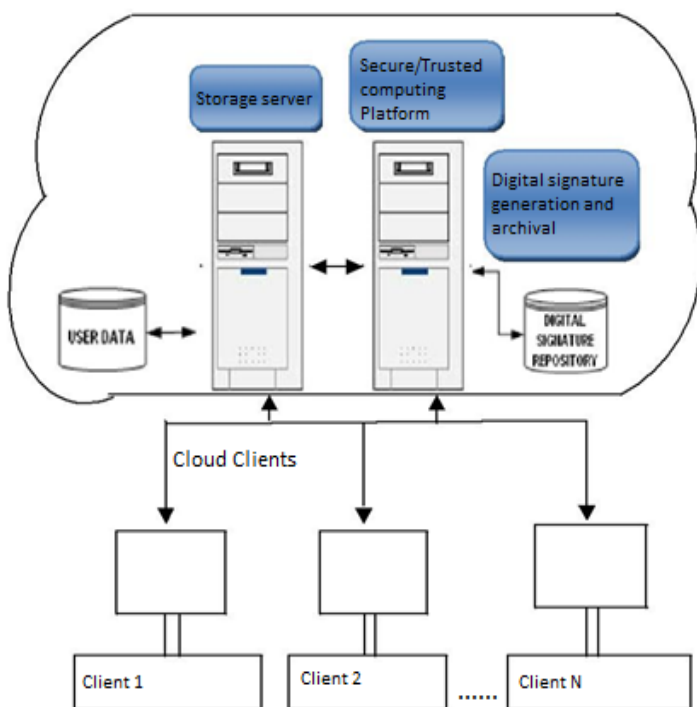 Storage server
Secure/Trusted
computing
Platform
Digital signature
generation and
archival
USER DATA
DIGITAL
SIGNATURE
REPOSITORY
Cloud Clients
Client 1
Client 2
......
Client N